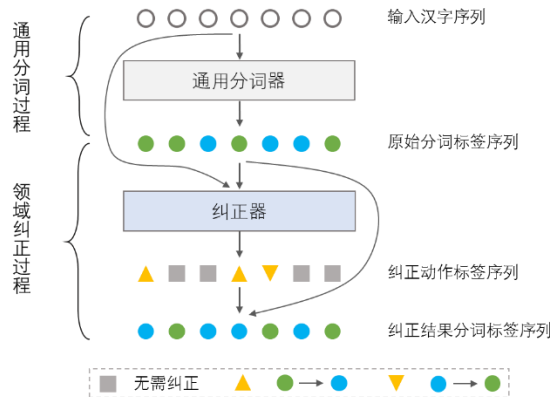 通用分词过程
输入汉字序列
通用分词器
原始分词标签序列
领域纠正过程
纠正器
纠正动作标签序列
纠正结果分词标签序列
无需纠正